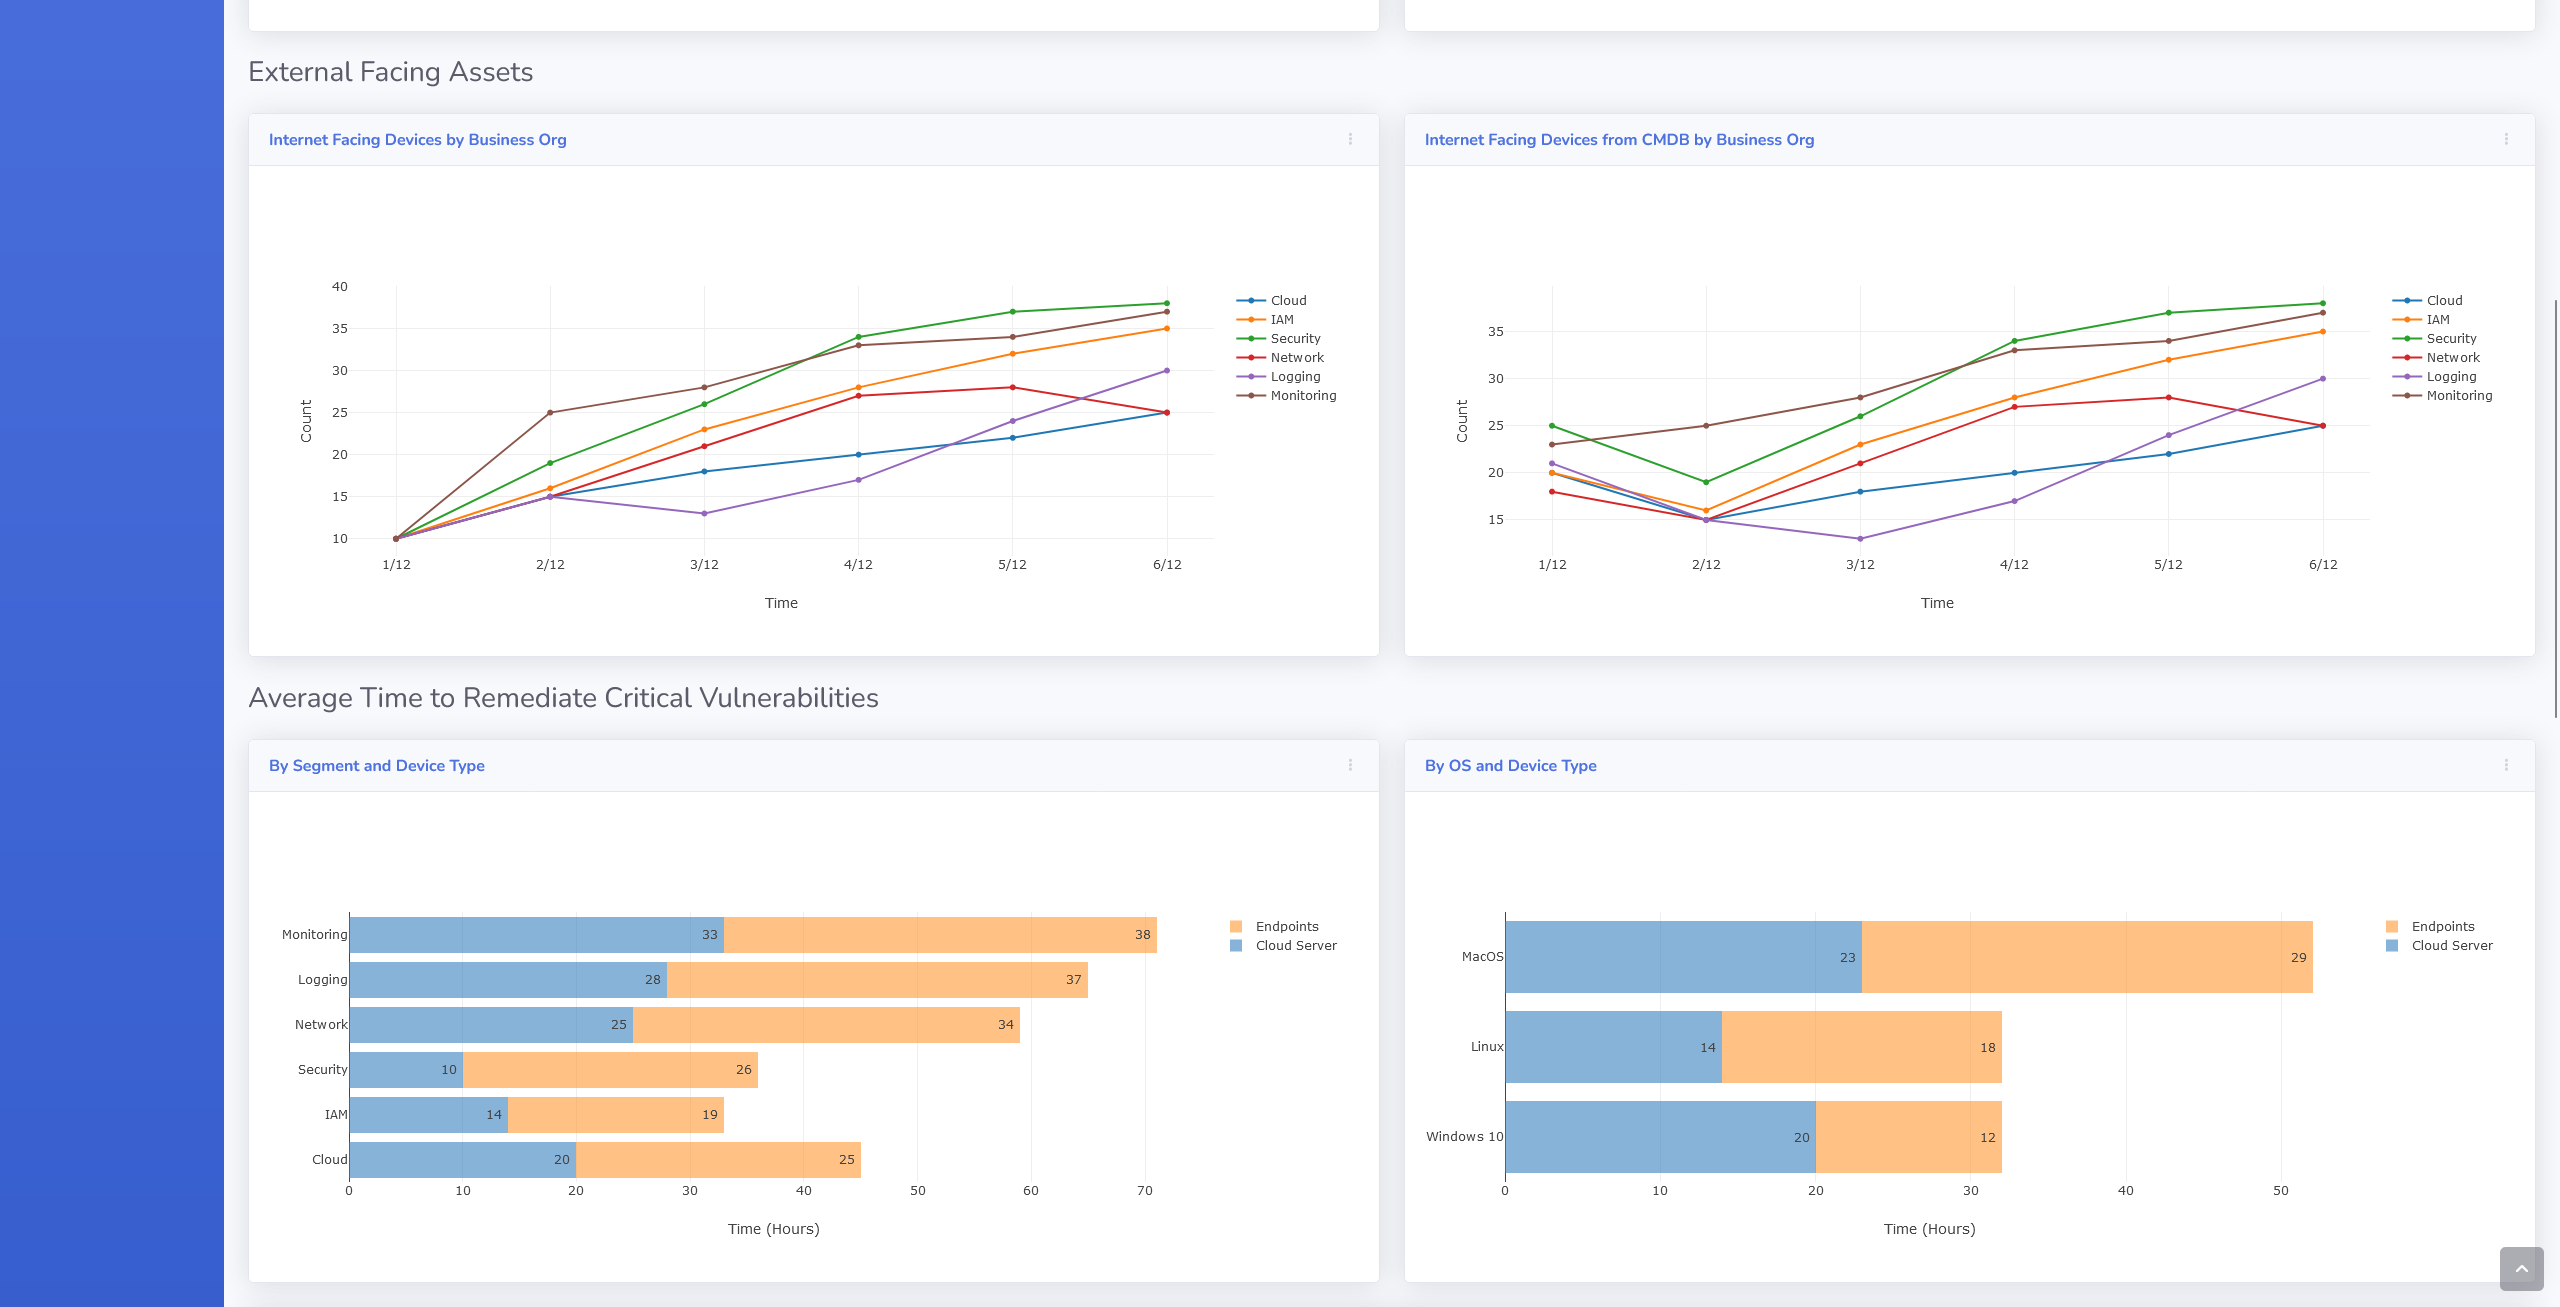 External Facing Assets
Internet Facing Devices by Business Org
40
35
30
25
20
15
10
Count
1/12 2/12 3/12 4/12 5/12 6/12
Time
Cloud
IAM
Security
Network
Logging
Monitoring
Internet Facing Devices from CMDB by Business Org
35
30
25
20
15
Count
1/12 2/12 3/12 4/12 5/12 6/12
Time
Cloud
IAM
Security
Network
Logging
Monitoring
Average Time to Remediate Critical Vulnerabilities
By Segment and Device Type
Monitoring 33 38
Logging 28 37
Network 25 34
Security 10 26
IAM 14 19
Cloud 20 25
0 10 20 30 40 50 60 70
Time (Hours)
Endpoints
Cloud Server
By OS and Device Type
MacOS 23 29
Linux 14 18
Windows 10 20 12
0 10 20 30 40 50
Time (Hours)
Endpoints
Cloud Server